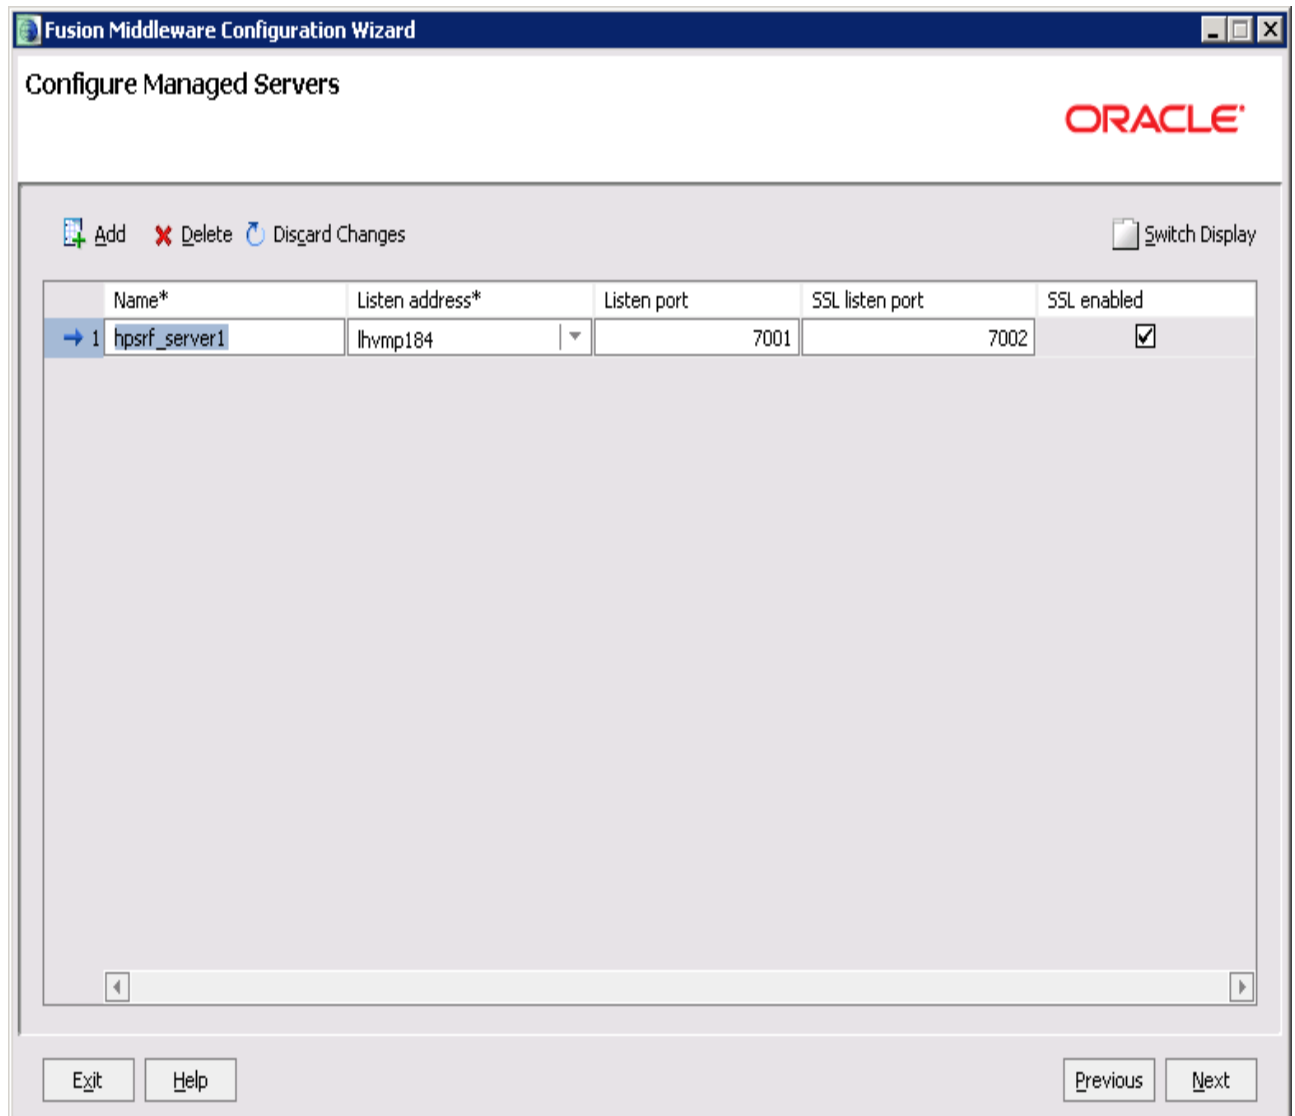 Fusion Middleware Configuration Wizard
Configure Managed Servers
ORACLE
Add Delete Discard Changes Switch Display
Name* Listen address* Listen port SSL listen port SSL enabled
1 hpsrf_server1 lhvmp184 7001 7002
Exit Help Previous Next